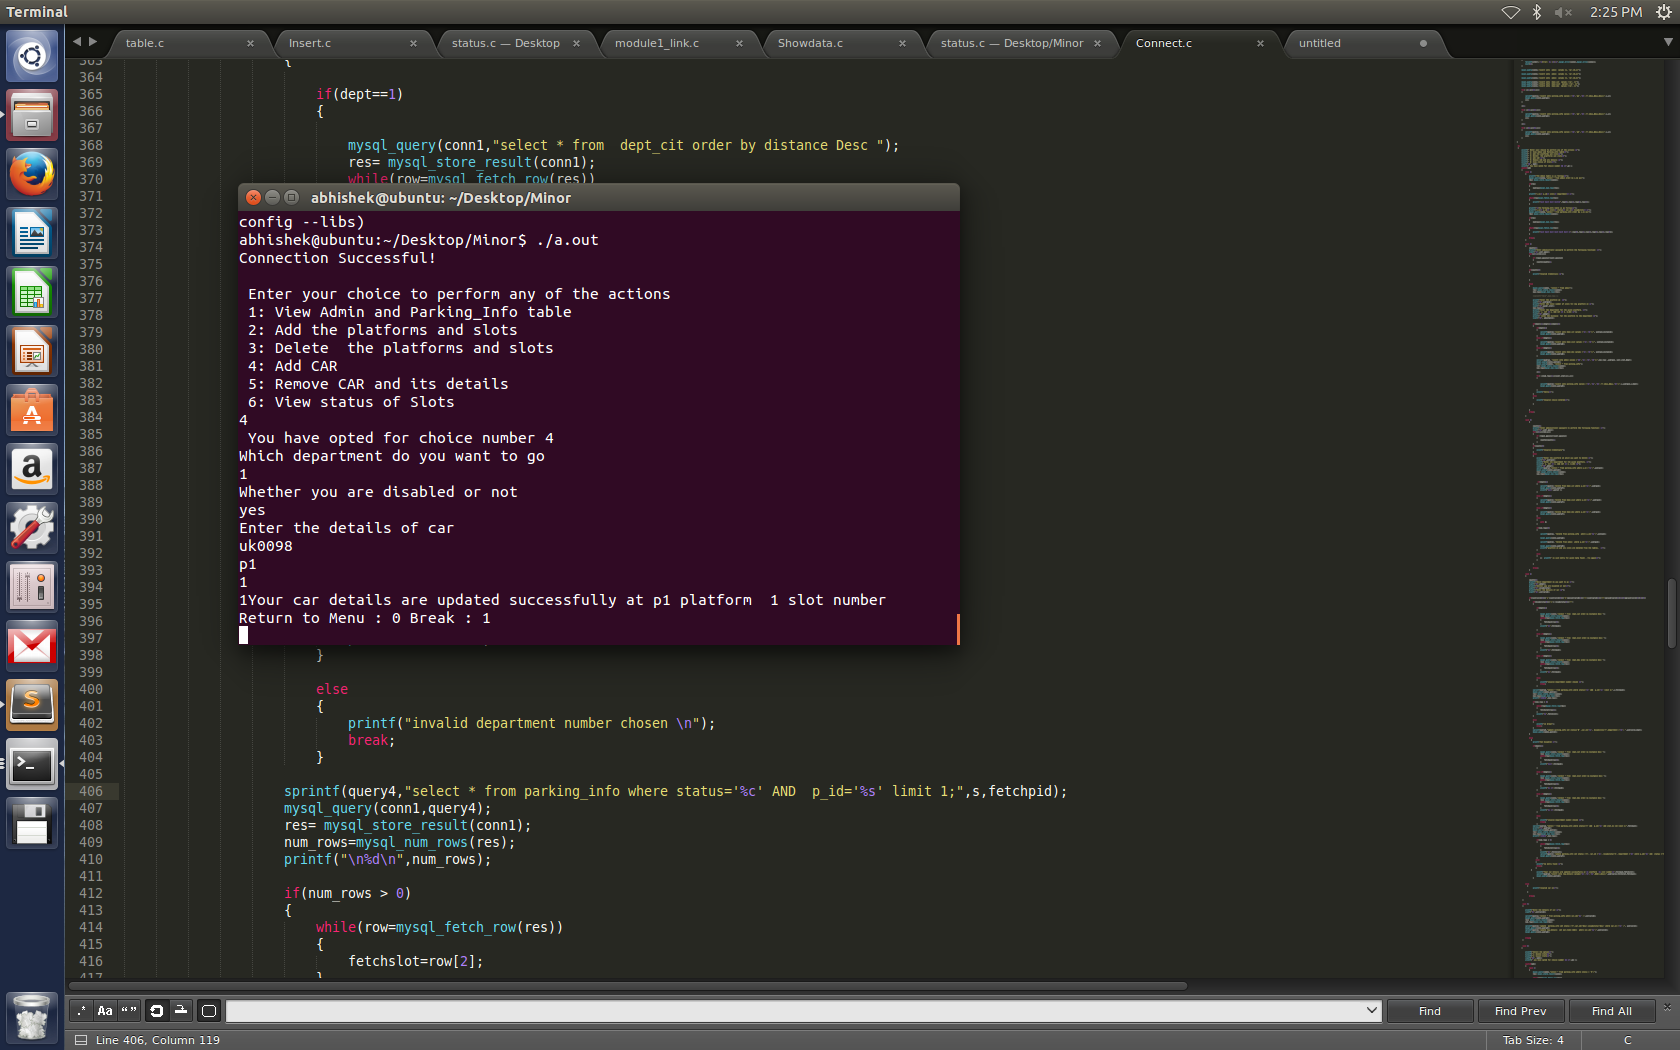 Terminal
2:25 PM
table.c
Insert.c
status.c — Desktop
module1_link.c
Showdata.c
status.c — Desktop/Minor
Connect.c
untitled
363 {
364
365 if(dept==1)
366 {
367
368 mysql_query(conn1,"select * from  dept_cit order by distance Desc ");
369 res= mysql_store_result(conn1);
370 while(row=mysql_fetch_row(res))
371
372
373
374
375
376
377
378
379
380
381
382
383
384
385
386
387
388
389
390
391
392
393
394
395
396
397
398 }
399
400 else
401 {
402 printf("invalid department number chosen \n");
403 break;
404 }
405
406 sprintf(query4,"select * from parking_info where status='%c' AND  p_id='%s' limit 1;",s,fetchpid);
407 mysql_query(conn1,query4);
408 res= mysql_store_result(conn1);
409 num_rows=mysql_num_rows(res);
410 printf("\n%d\n",num_rows);
411
412 if(num_rows > 0)
413 {
414 while(row=mysql_fetch_row(res))
415 {
416 fetchslot=row[2];
417 }
abhishek@ubuntu: ~/Desktop/Minor
config --libs)
abhishek@ubuntu:~/Desktop/Minor$ ./a.out
Connection Successful!
Enter your choice to perform any of the actions
1: View Admin and Parking_Info table
2: Add the platforms and slots
3: Delete  the platforms and slots
4: Add CAR
5: Remove CAR and its details
6: View status of Slots
4
You have opted for choice number 4
Which department do you want to go
1
Whether you are disabled or not
yes
Enter the details of car
uk0098
p1
1
1Your car details are updated successfully at p1 platform  1 slot number
Return to Menu : 0 Break : 1
.* Aa “ ”
Find
Find Prev
Find All
Line 406, Column 119
Tab Size: 4
C